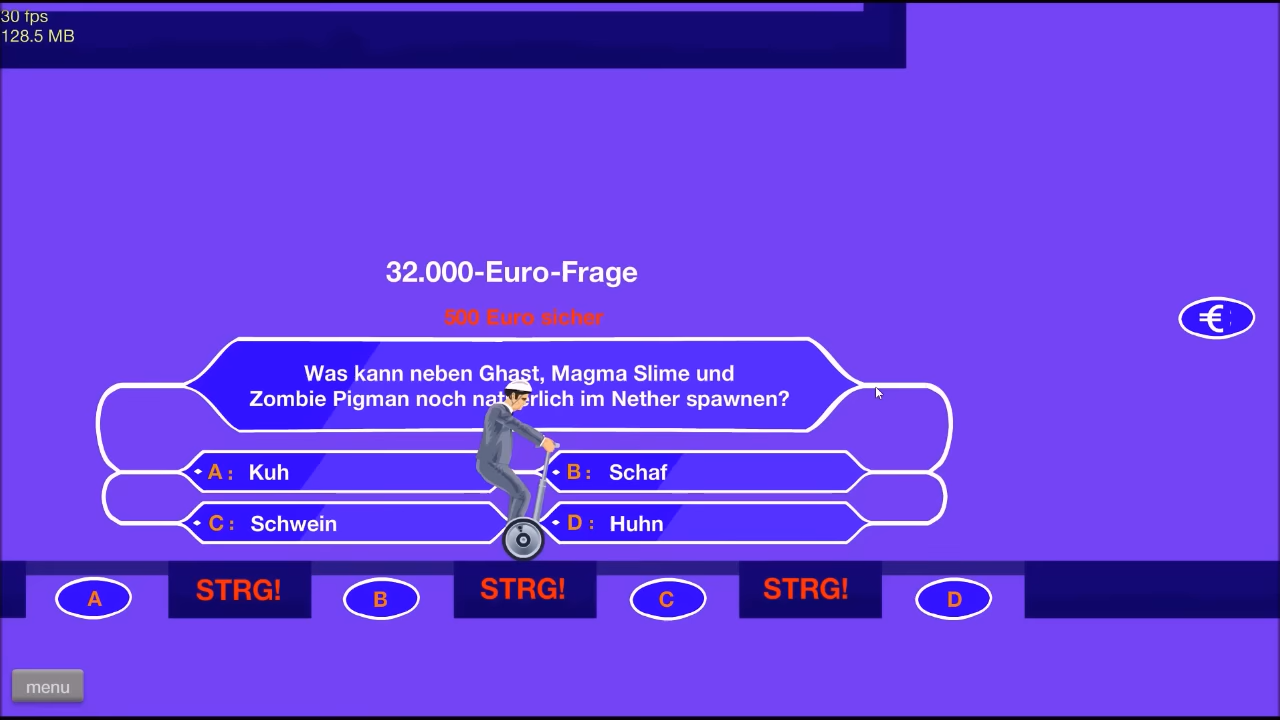 30 fps
128.5 MB
32.000-Euro-Frage
500 Euro sicher
€
Was kann neben Ghast, Magma Slime und
Zombie Pigman noch natürlich im Nether spawnen?
A: Kuh
B: Schaf
C: Schwein
D: Huhn
A STRG! B STRG! C STRG! D
menu